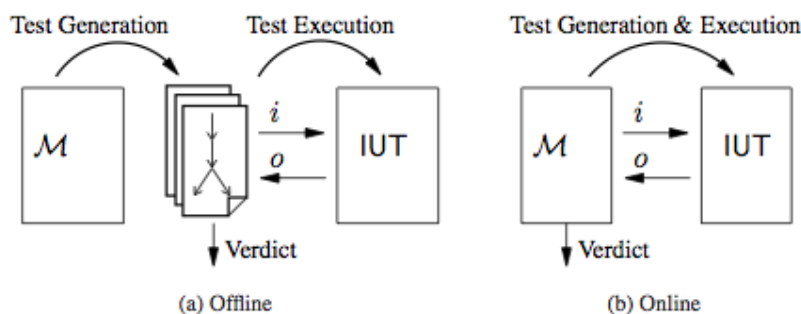 Test Generation
Test Execution
ℳ
i
o
IUT
Verdict
(a) Offline
Test Generation & Execution
ℳ
i
o
IUT
Verdict
(b) Online